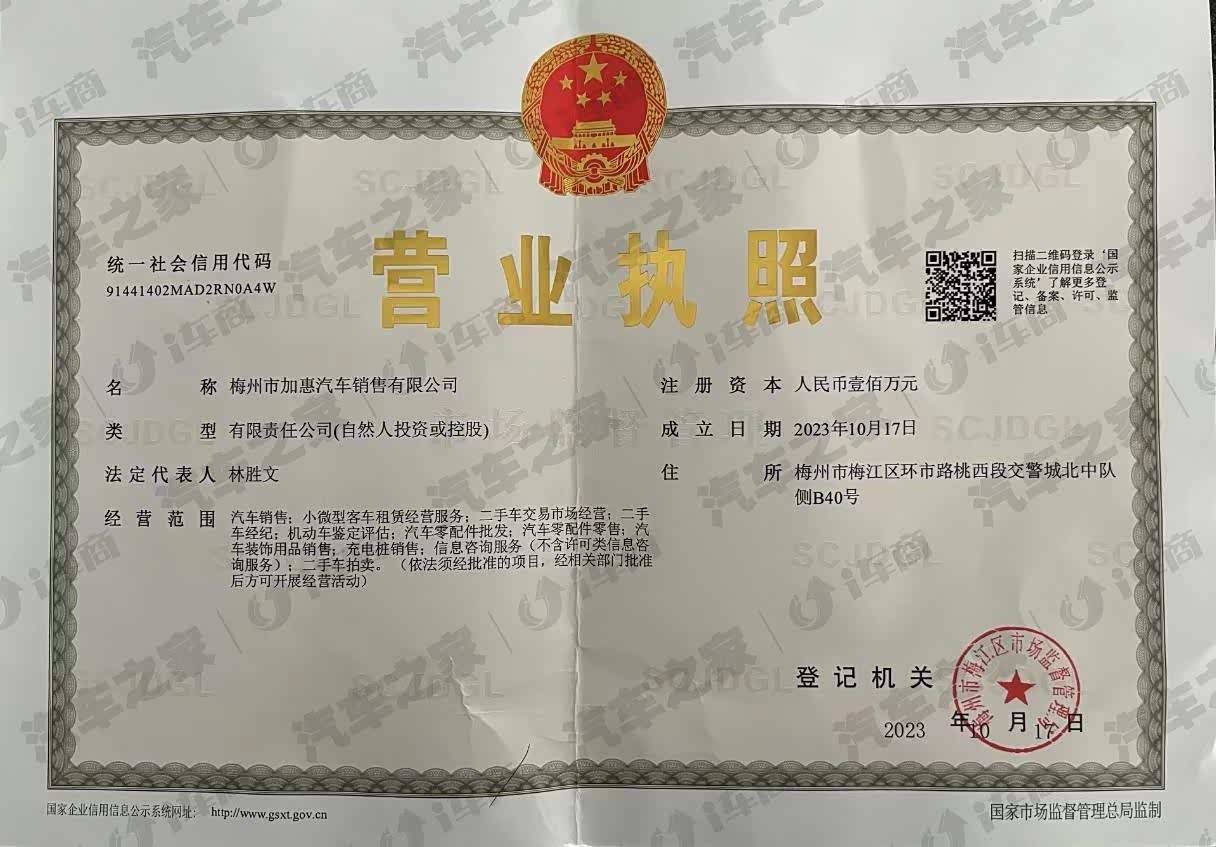 营业执照
统一社会信用代码
91441402MAD2RN0A4W
扫描二维码登录‘国
家企业信用信息公示
系统’了解更多登
记、备案、许可、监
管信息
名 称 梅州市加惠汽车销售有限公司
类 型 有限责任公司(自然人投资或控股)
法定代表人 林胜文
经营范围 汽车销售；小微型客车租赁经营服务；二手车交易市场经营；二手
车经纪；机动车鉴定评估；汽车零配件批发；汽车零配件零售；汽
车装饰用品销售；充电桩销售；信息咨询服务（不含许可类信息咨
询服务）；二手车拍卖。（依法须经批准的项目，经相关部门批准
后方可开展经营活动）
注册资本 人民币壹佰万元
成立日期 2023年10月17日
住 所 梅州市梅江区环市路桃西段交警城北中队
侧B40号
登记机关
梅州市梅江区市场监督管理局
2023 年 10 月 17 日
国家企业信用信息公示系统网址： http://www.gsxt.gov.cn
国家市场监督管理总局监制
汽车之家 i车商
SCJDGL
市场监督管理